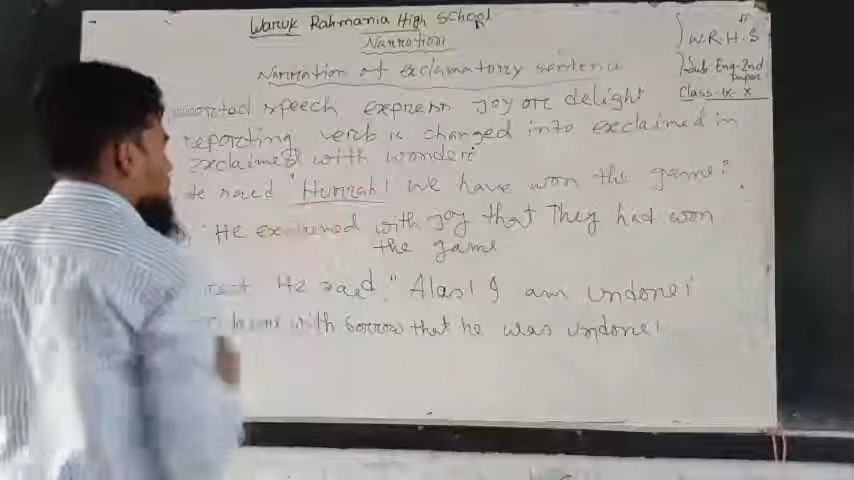 Waruk Rahmania High School
Narration
W.R.H.S
Sub: Eng-2nd
Paper
Class-IX-X
Narration of exclamatory sentence
speech express joy or delight
reporting verb is changed into exclaimed in
exclaimed with wonder:
said "Hurrah! We have won the game".
He exclaimed with joy that They had won
the game
He said." Alas! I am undone!
with sorrow that he was undone!